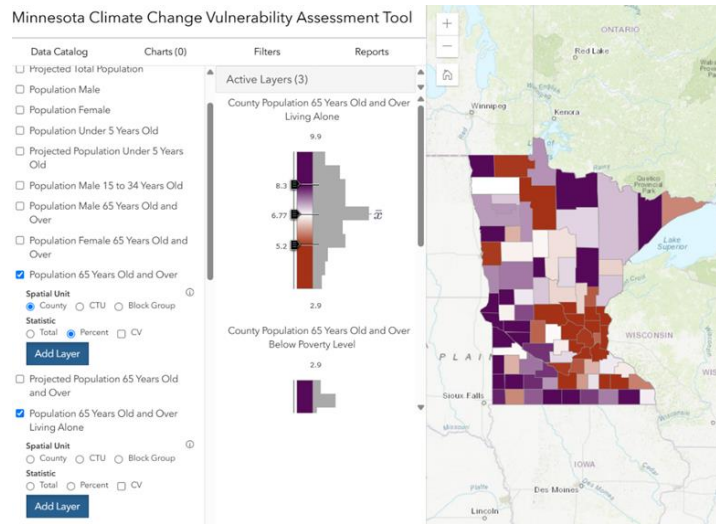 Minnesota Climate Change Vulnerability Assessment Tool
Data Catalog
Charts (0)
Filters
Reports
Projected Total Population
Population Male
Population Female
Population Under 5 Years Old
Projected Population Under 5 Years
Old
Population Male 15 to 34 Years Old
Population Male 65 Years Old and
Over
Population Female 65 Years Old and
Over
Population 65 Years Old and Over
Spatial Unit
County
CTU
Block Group
Statistic
Total
Percent
CV
Add Layer
Projected Population 65 Years Old
and Over
Population 65 Years Old and Over
Living Alone
Spatial Unit
County
CTU
Block Group
Statistic
Total
Percent
CV
Add Layer
Active Layers (3)
County Population 65 Years Old and Over
Living Alone
9.9
8.3
6.77
x̄
5.2
2.9
County Population 65 Years Old and Over
Below Poverty Level
2.9
+
−
ONTARIO
Red Lake
Winnipeg
Kenora
Quetico
Provincial
Park
Lake
Superior
WISCONSIN
PLAI
Sioux Falls
Missouri
IOWA
Des Moines
Platte
Lincoln